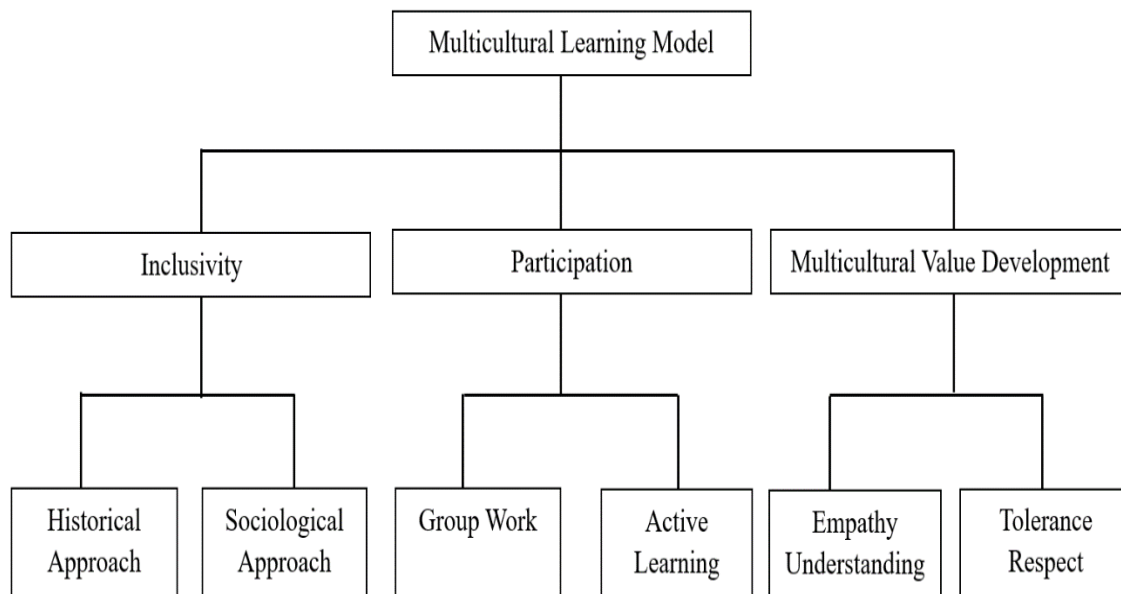 Multicultural Learning Model
Inclusivity
Participation
Multicultural Value Development
Historical
Approach
Sociological
Approach
Group Work
Active
Learning
Empathy
Understanding
Tolerance
Respect